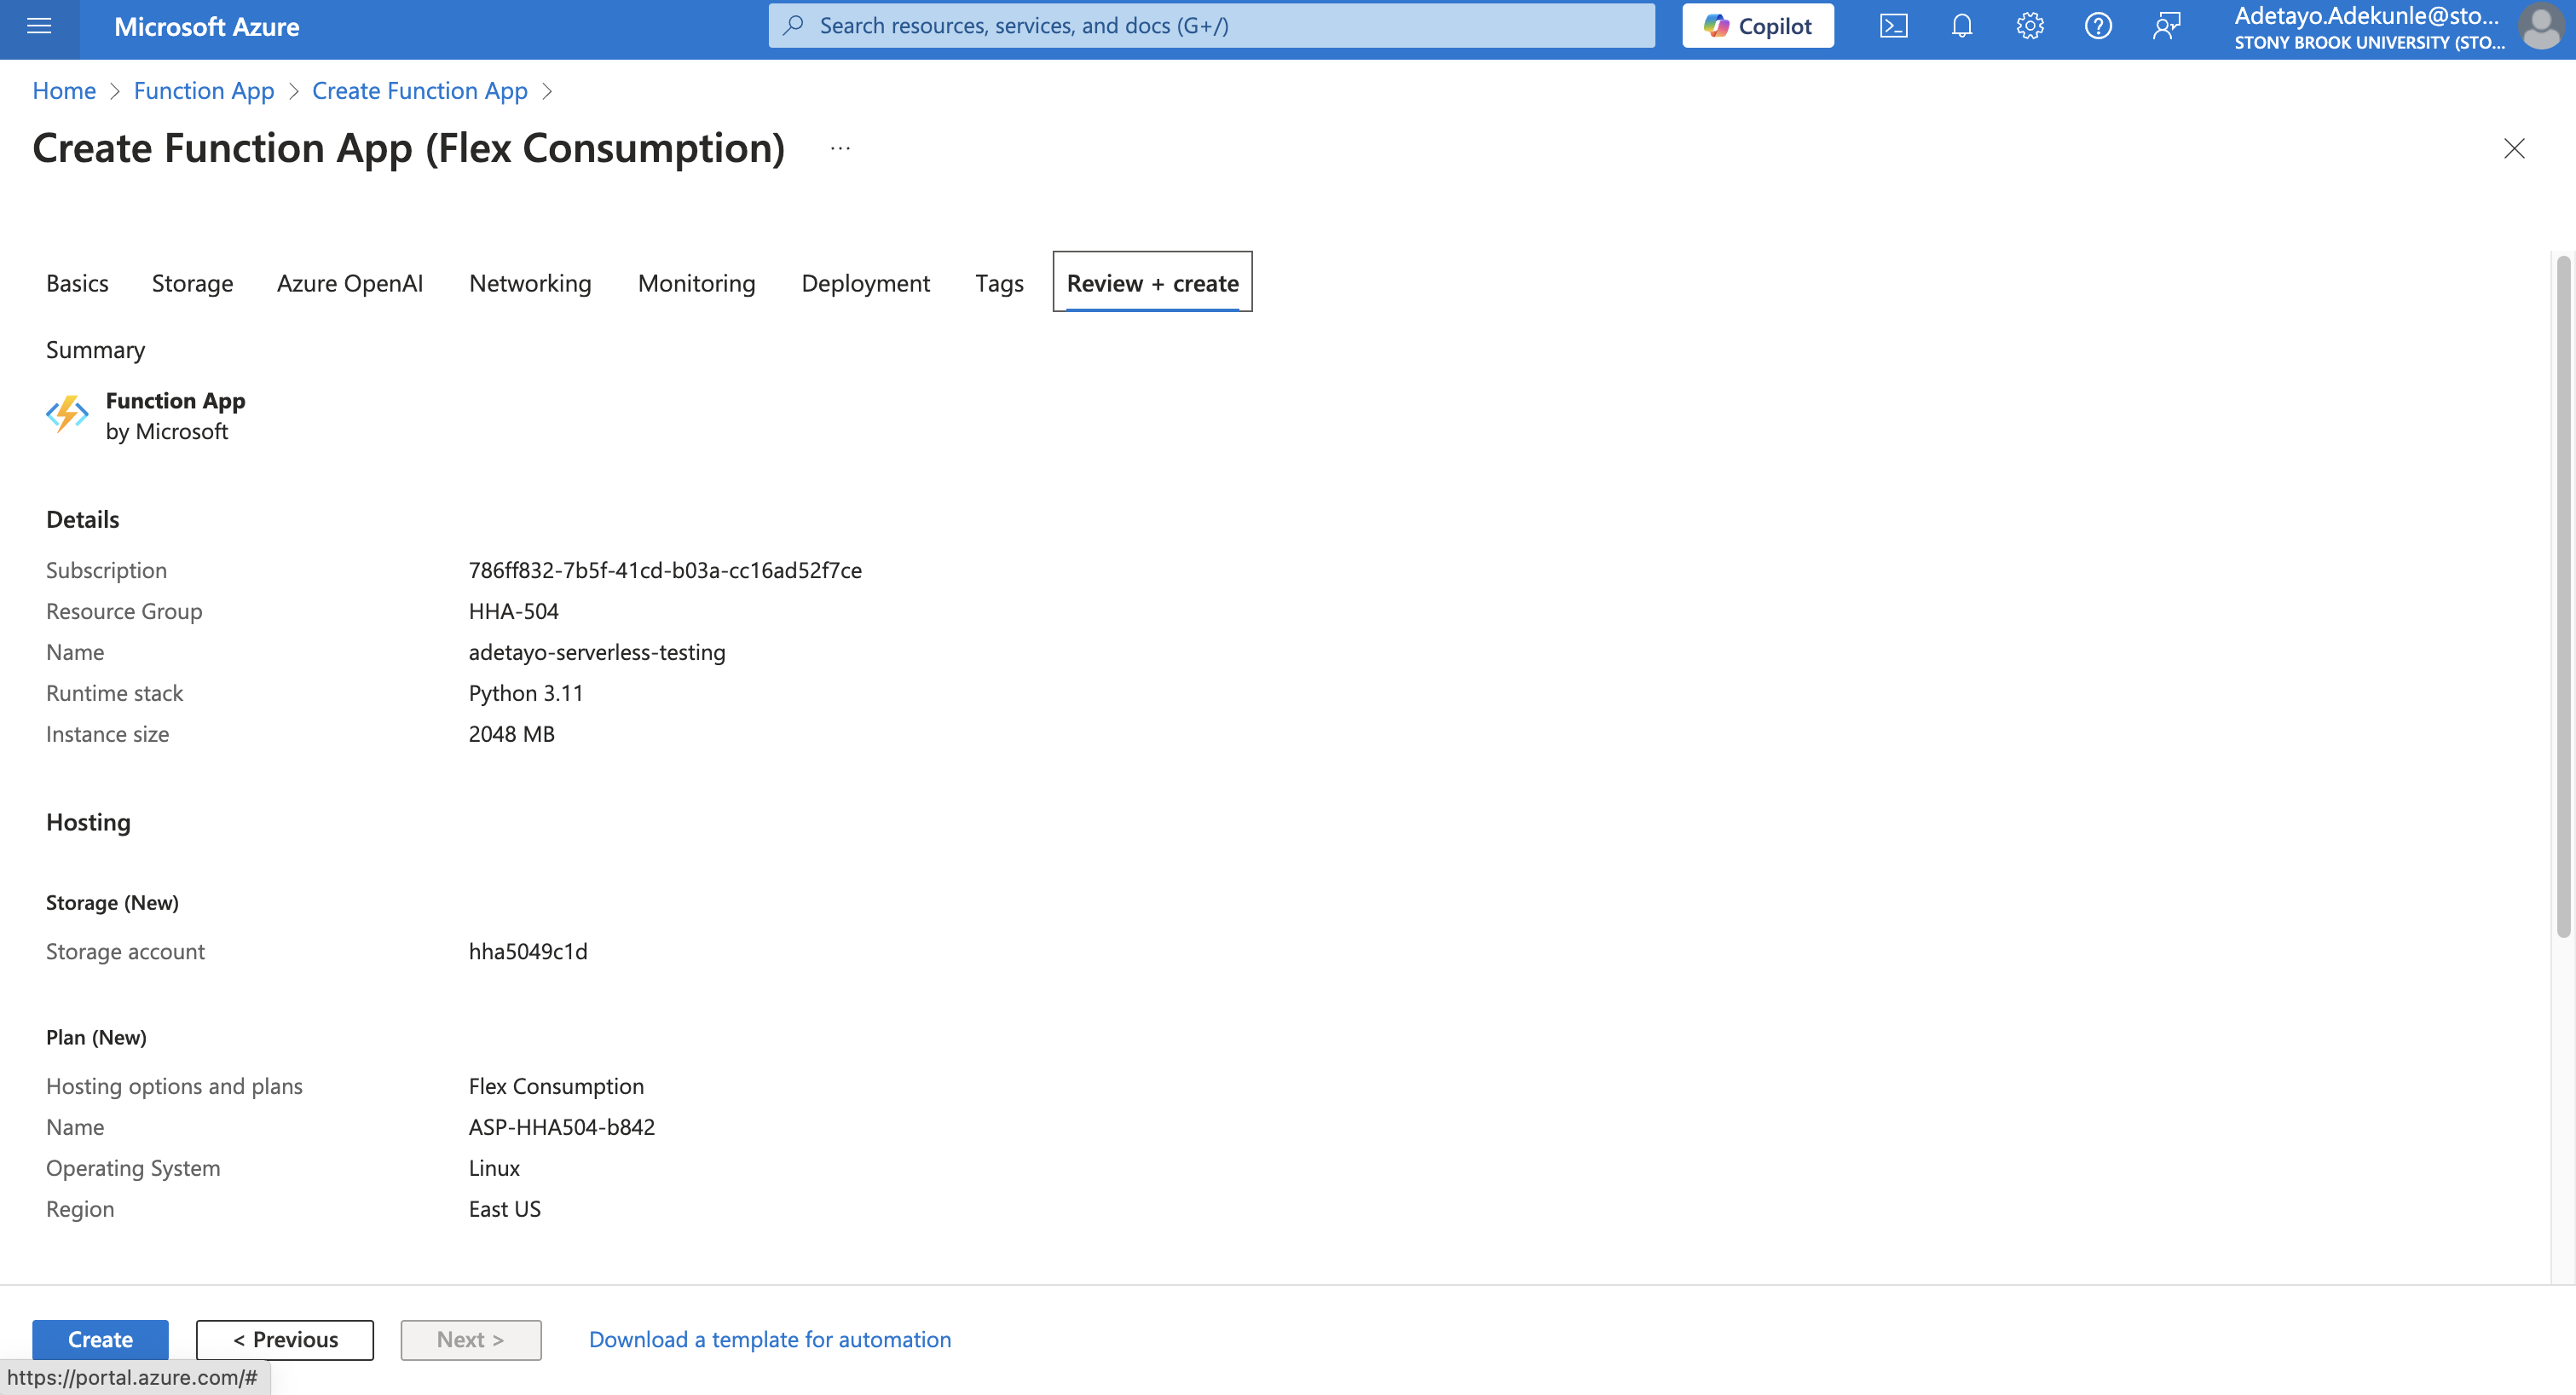 Microsoft Azure
Search resources, services, and docs (G+/)
Copilot
Adetayo.Adekunle@sto...
STONY BROOK UNIVERSITY (STO...
Home > Function App > Create Function App >
Create Function App (Flex Consumption) ...
Basics Storage Azure OpenAI Networking Monitoring Deployment Tags Review + create
Summary
Function App
by Microsoft
Details
Subscription 786ff832-7b5f-41cd-b03a-cc16ad52f7ce
Resource Group HHA-504
Name adetayo-serverless-testing
Runtime stack Python 3.11
Instance size 2048 MB
Hosting
Storage (New)
Storage account hha5049c1d
Plan (New)
Hosting options and plans Flex Consumption
Name ASP-HHA504-b842
Operating System Linux
Region East US
Create < Previous Next > Download a template for automation
https://portal.azure.com/#